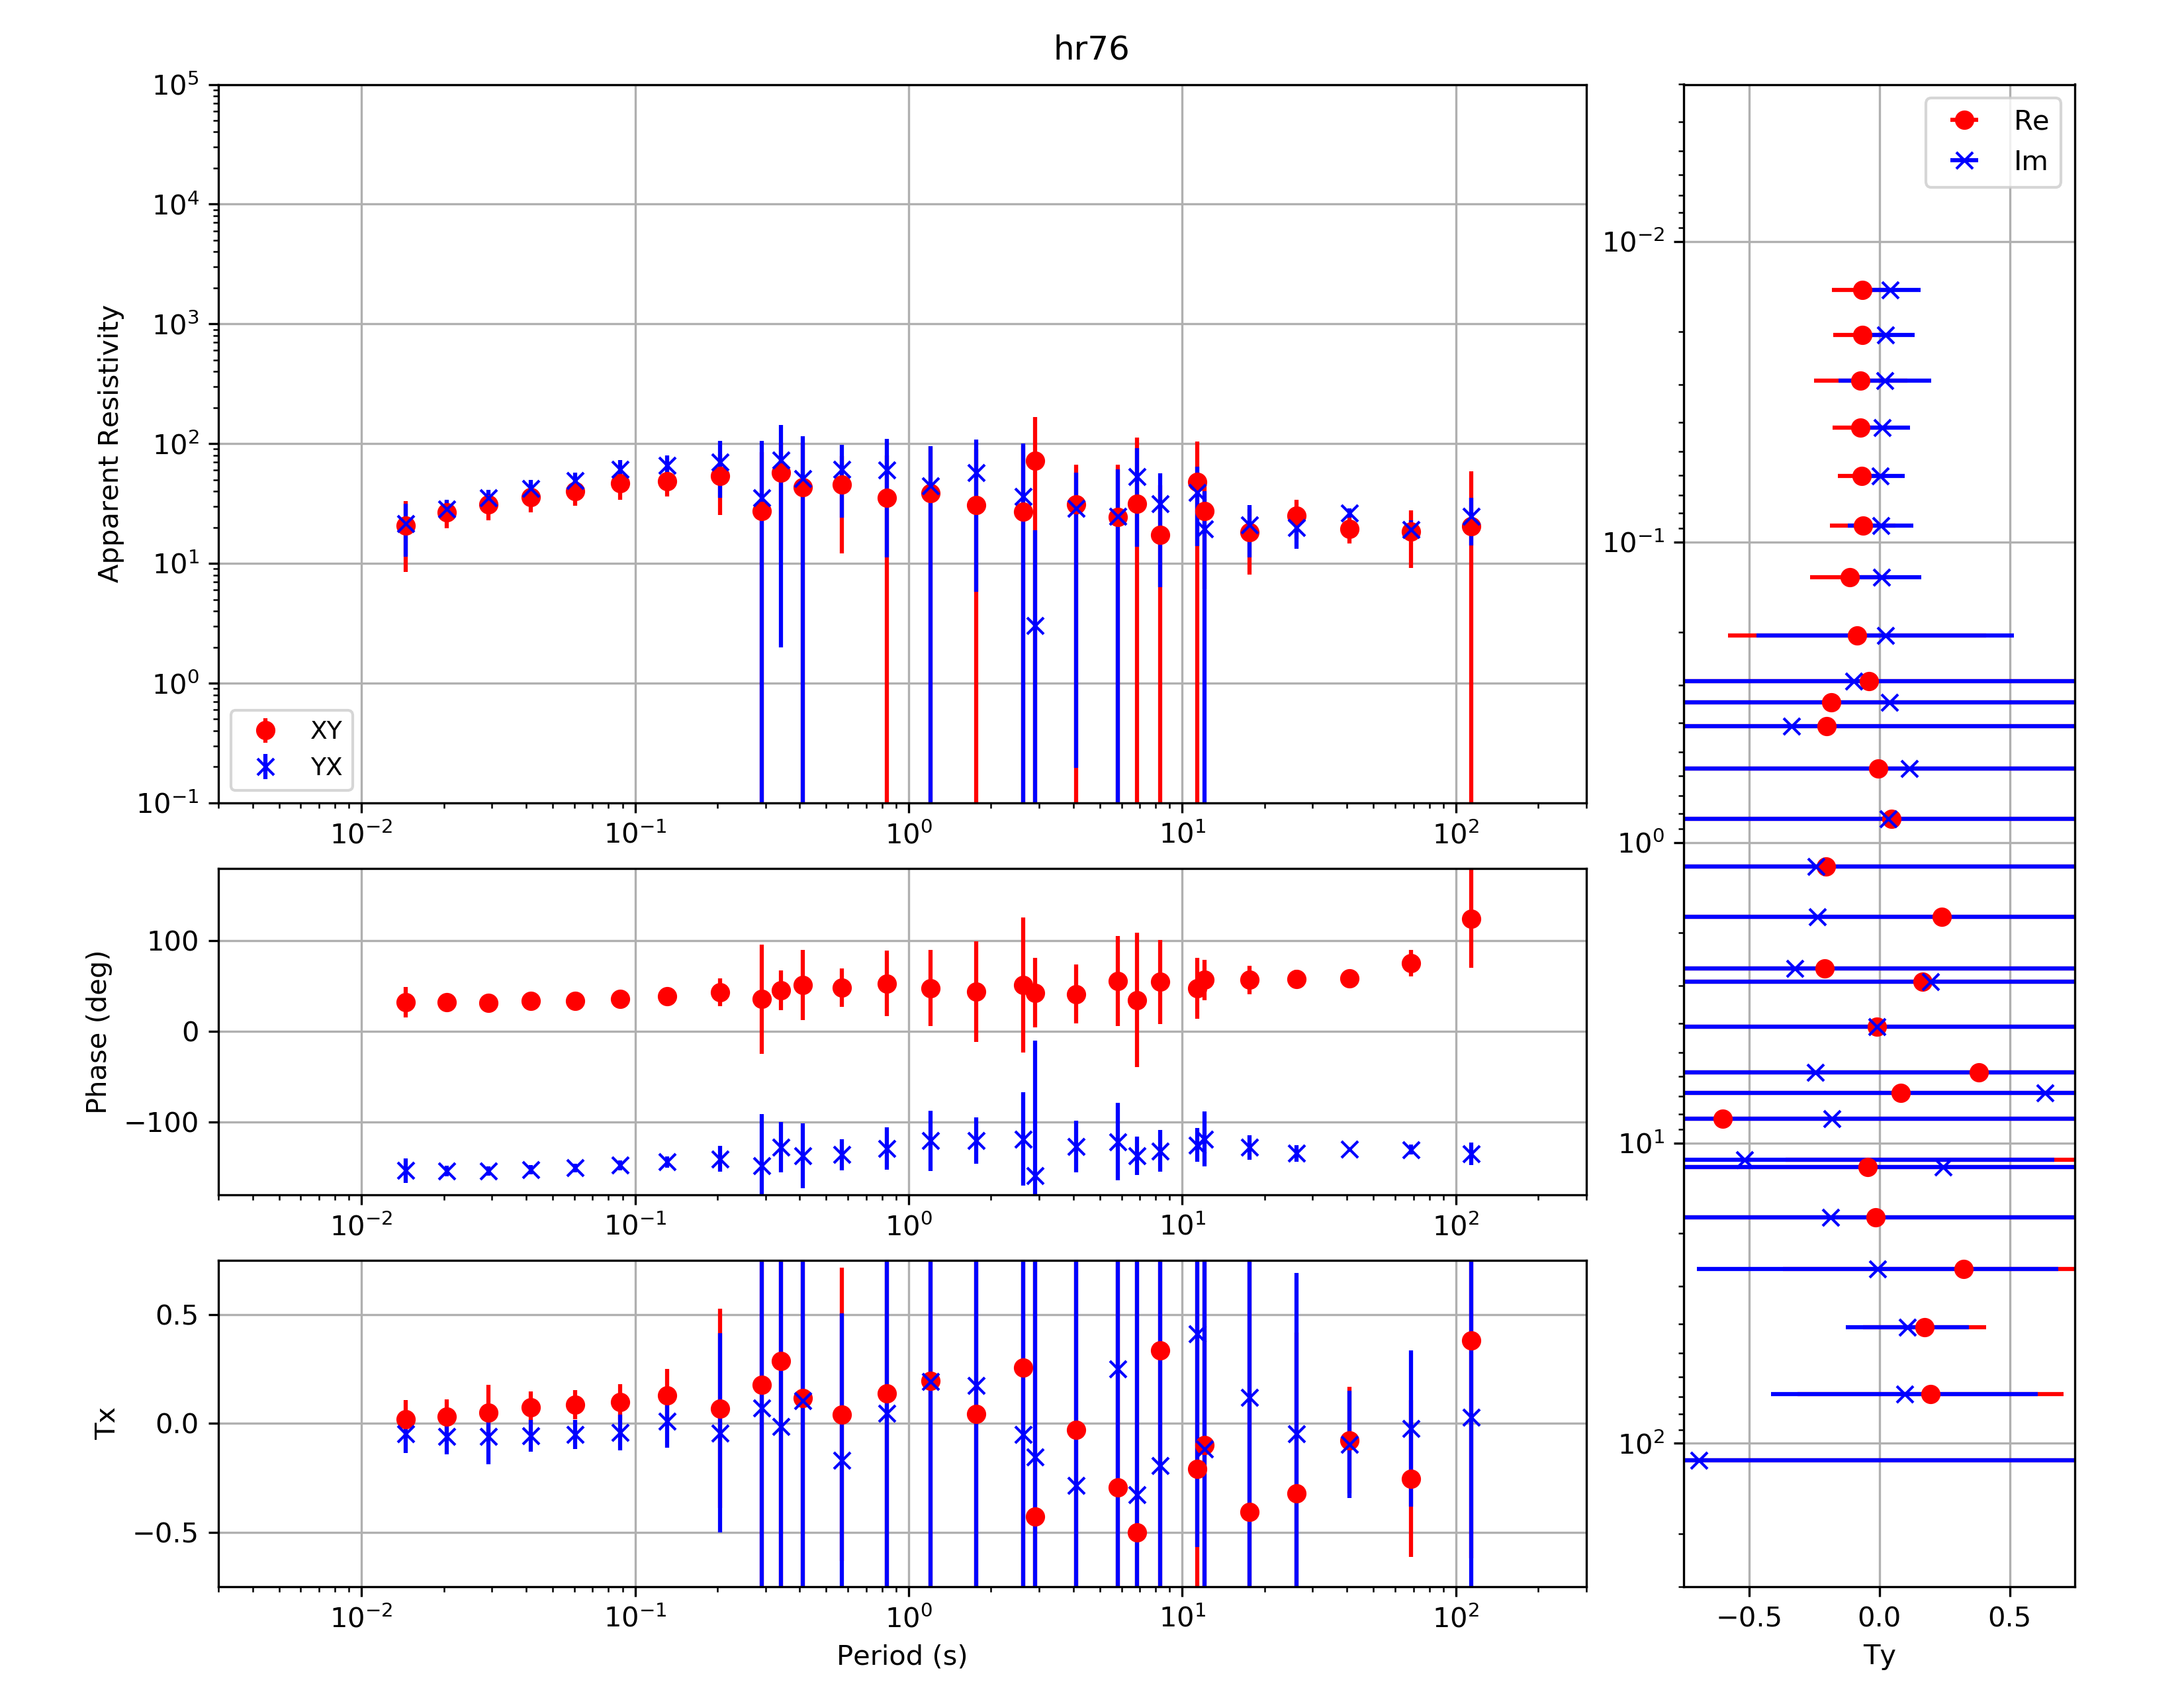 hr76
Apparent Resistivity
10^5
10^4
10^3
10^2
10^1
10^0
10^-1
XY
YX
10^-2 10^-1 10^0 10^1 10^2
Phase (deg)
100
0
−100
10^-2 10^-1 10^0 10^1 10^2
Tx
0.5
0.0
−0.5
10^-2 10^-1 10^0 10^1 10^2
Period (s)
Re
Im
10^-2
10^-1
10^0
10^1
10^2
−0.5 0.0 0.5
Ty